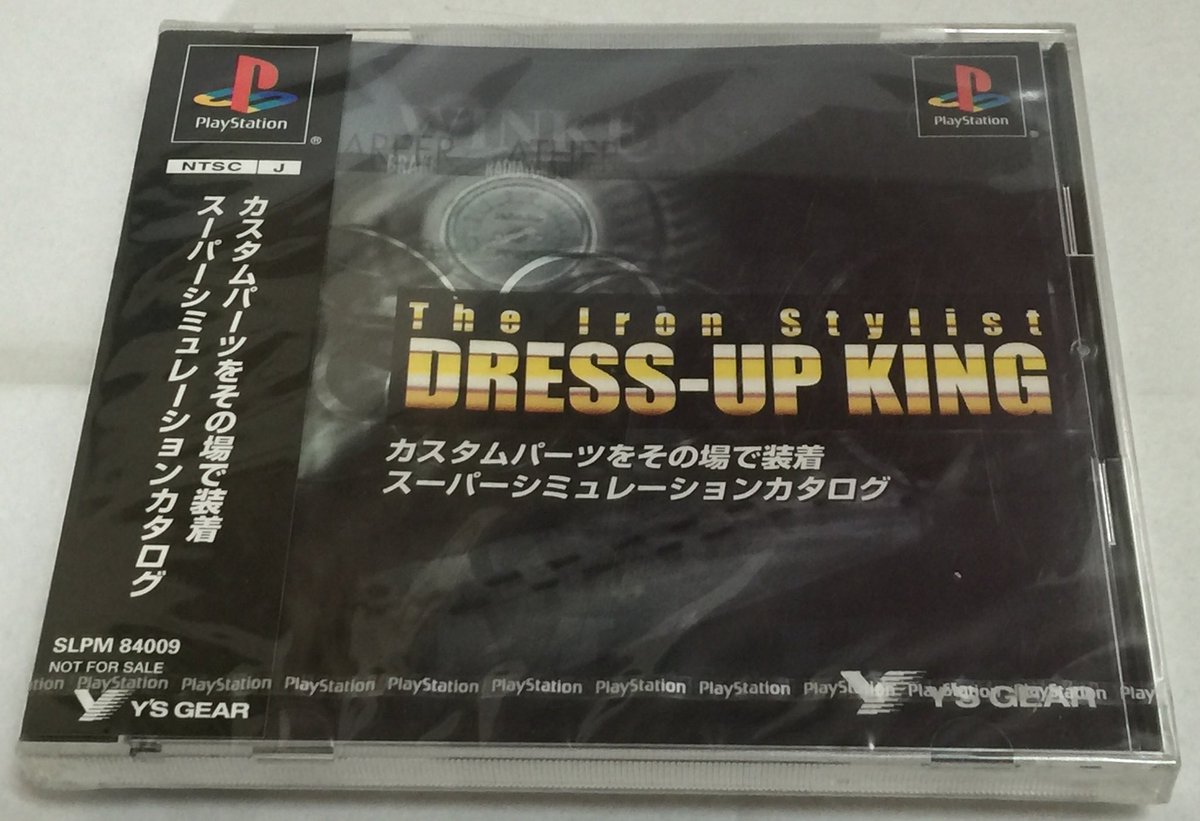 PlayStation
NTSC J
カスタムパーツをその場で装着
スーパーシミュレーションカタログ
SLPM 84009
NOT FOR SALE
Y'S GEAR
PlayStation
The Iron Stylist
DRESS-UP KING
カスタムパーツをその場で装着
スーパーシミュレーションカタログ
PlayStation PlayStation PlayStation PlayStation PlayStation PlayStation PlayStation
Y'S GEAR